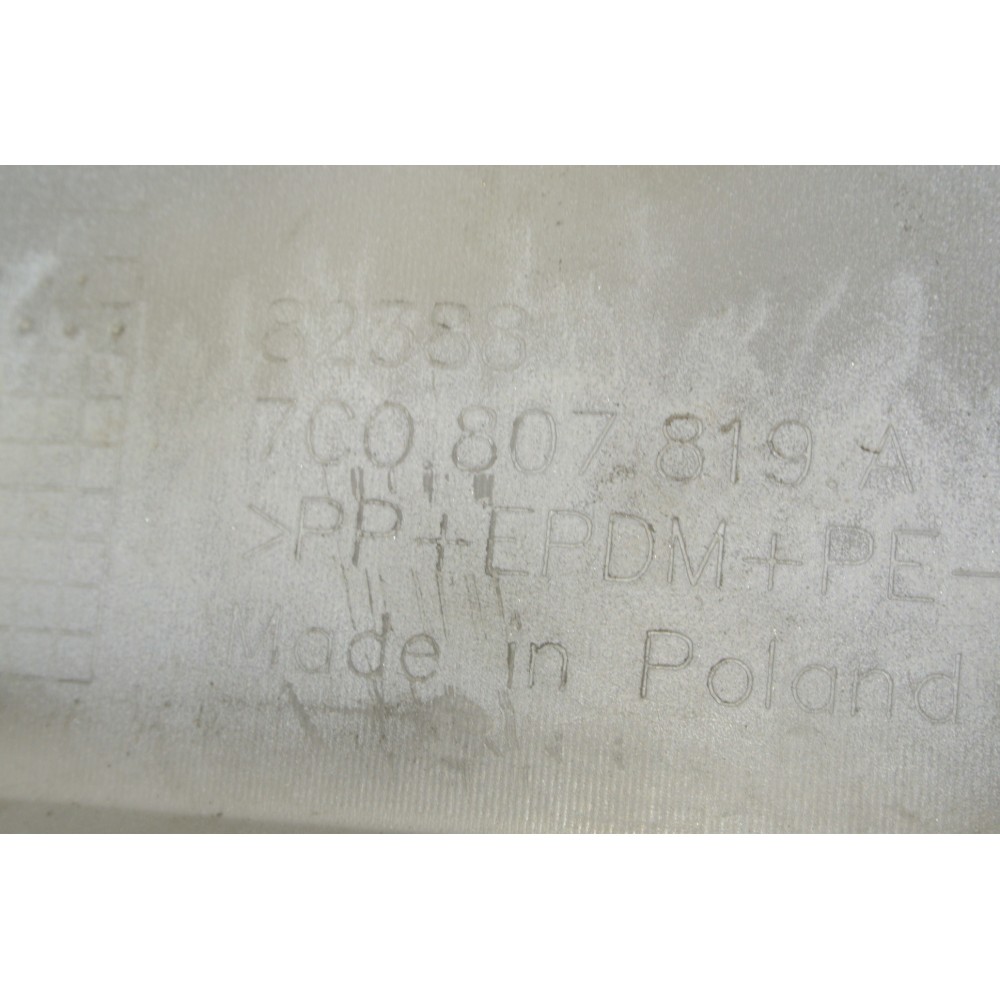 82388
7C0.807.819.A
>PP+EPDM+PE-
Made in Poland